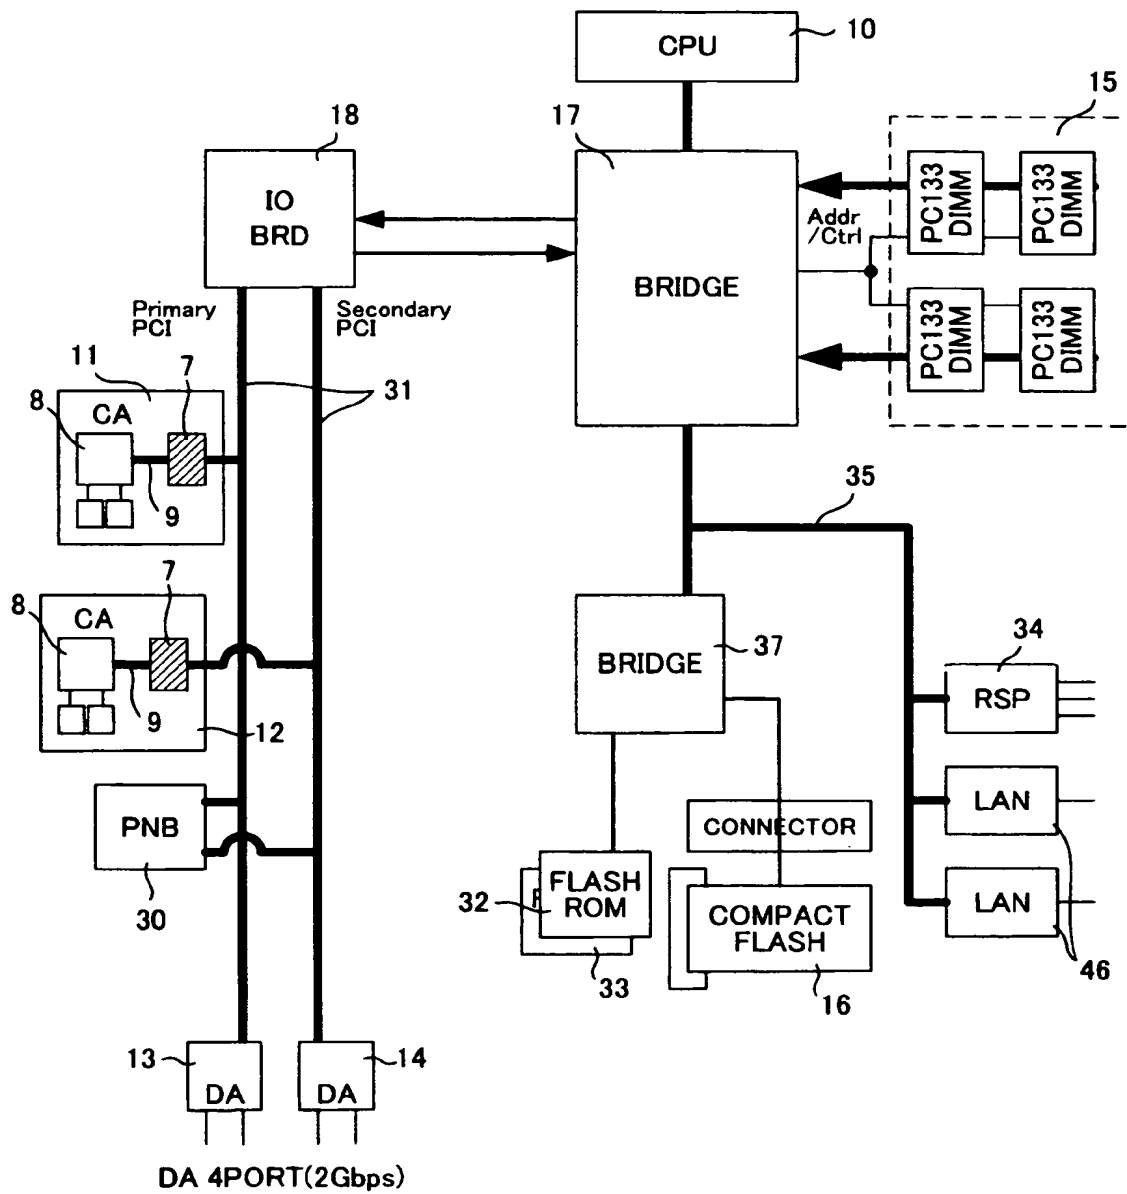 CPU
10
17
18
15
IO
BRD
BRIDGE
Addr
/Ctrl
PC133
DIMM
PC133
DIMM
PC133
DIMM
PC133
DIMM
Primary
PCI
Secondary
PCI
31
11
7
8
CA
9
35
7
8
CA
9
12
BRIDGE
37
34
RSP
PNB
30
LAN
CONNECTOR
FLASH
ROM
32
33
COMPACT
FLASH
16
LAN
46
13
DA
14
DA
DA 4PORT(2Gbps)